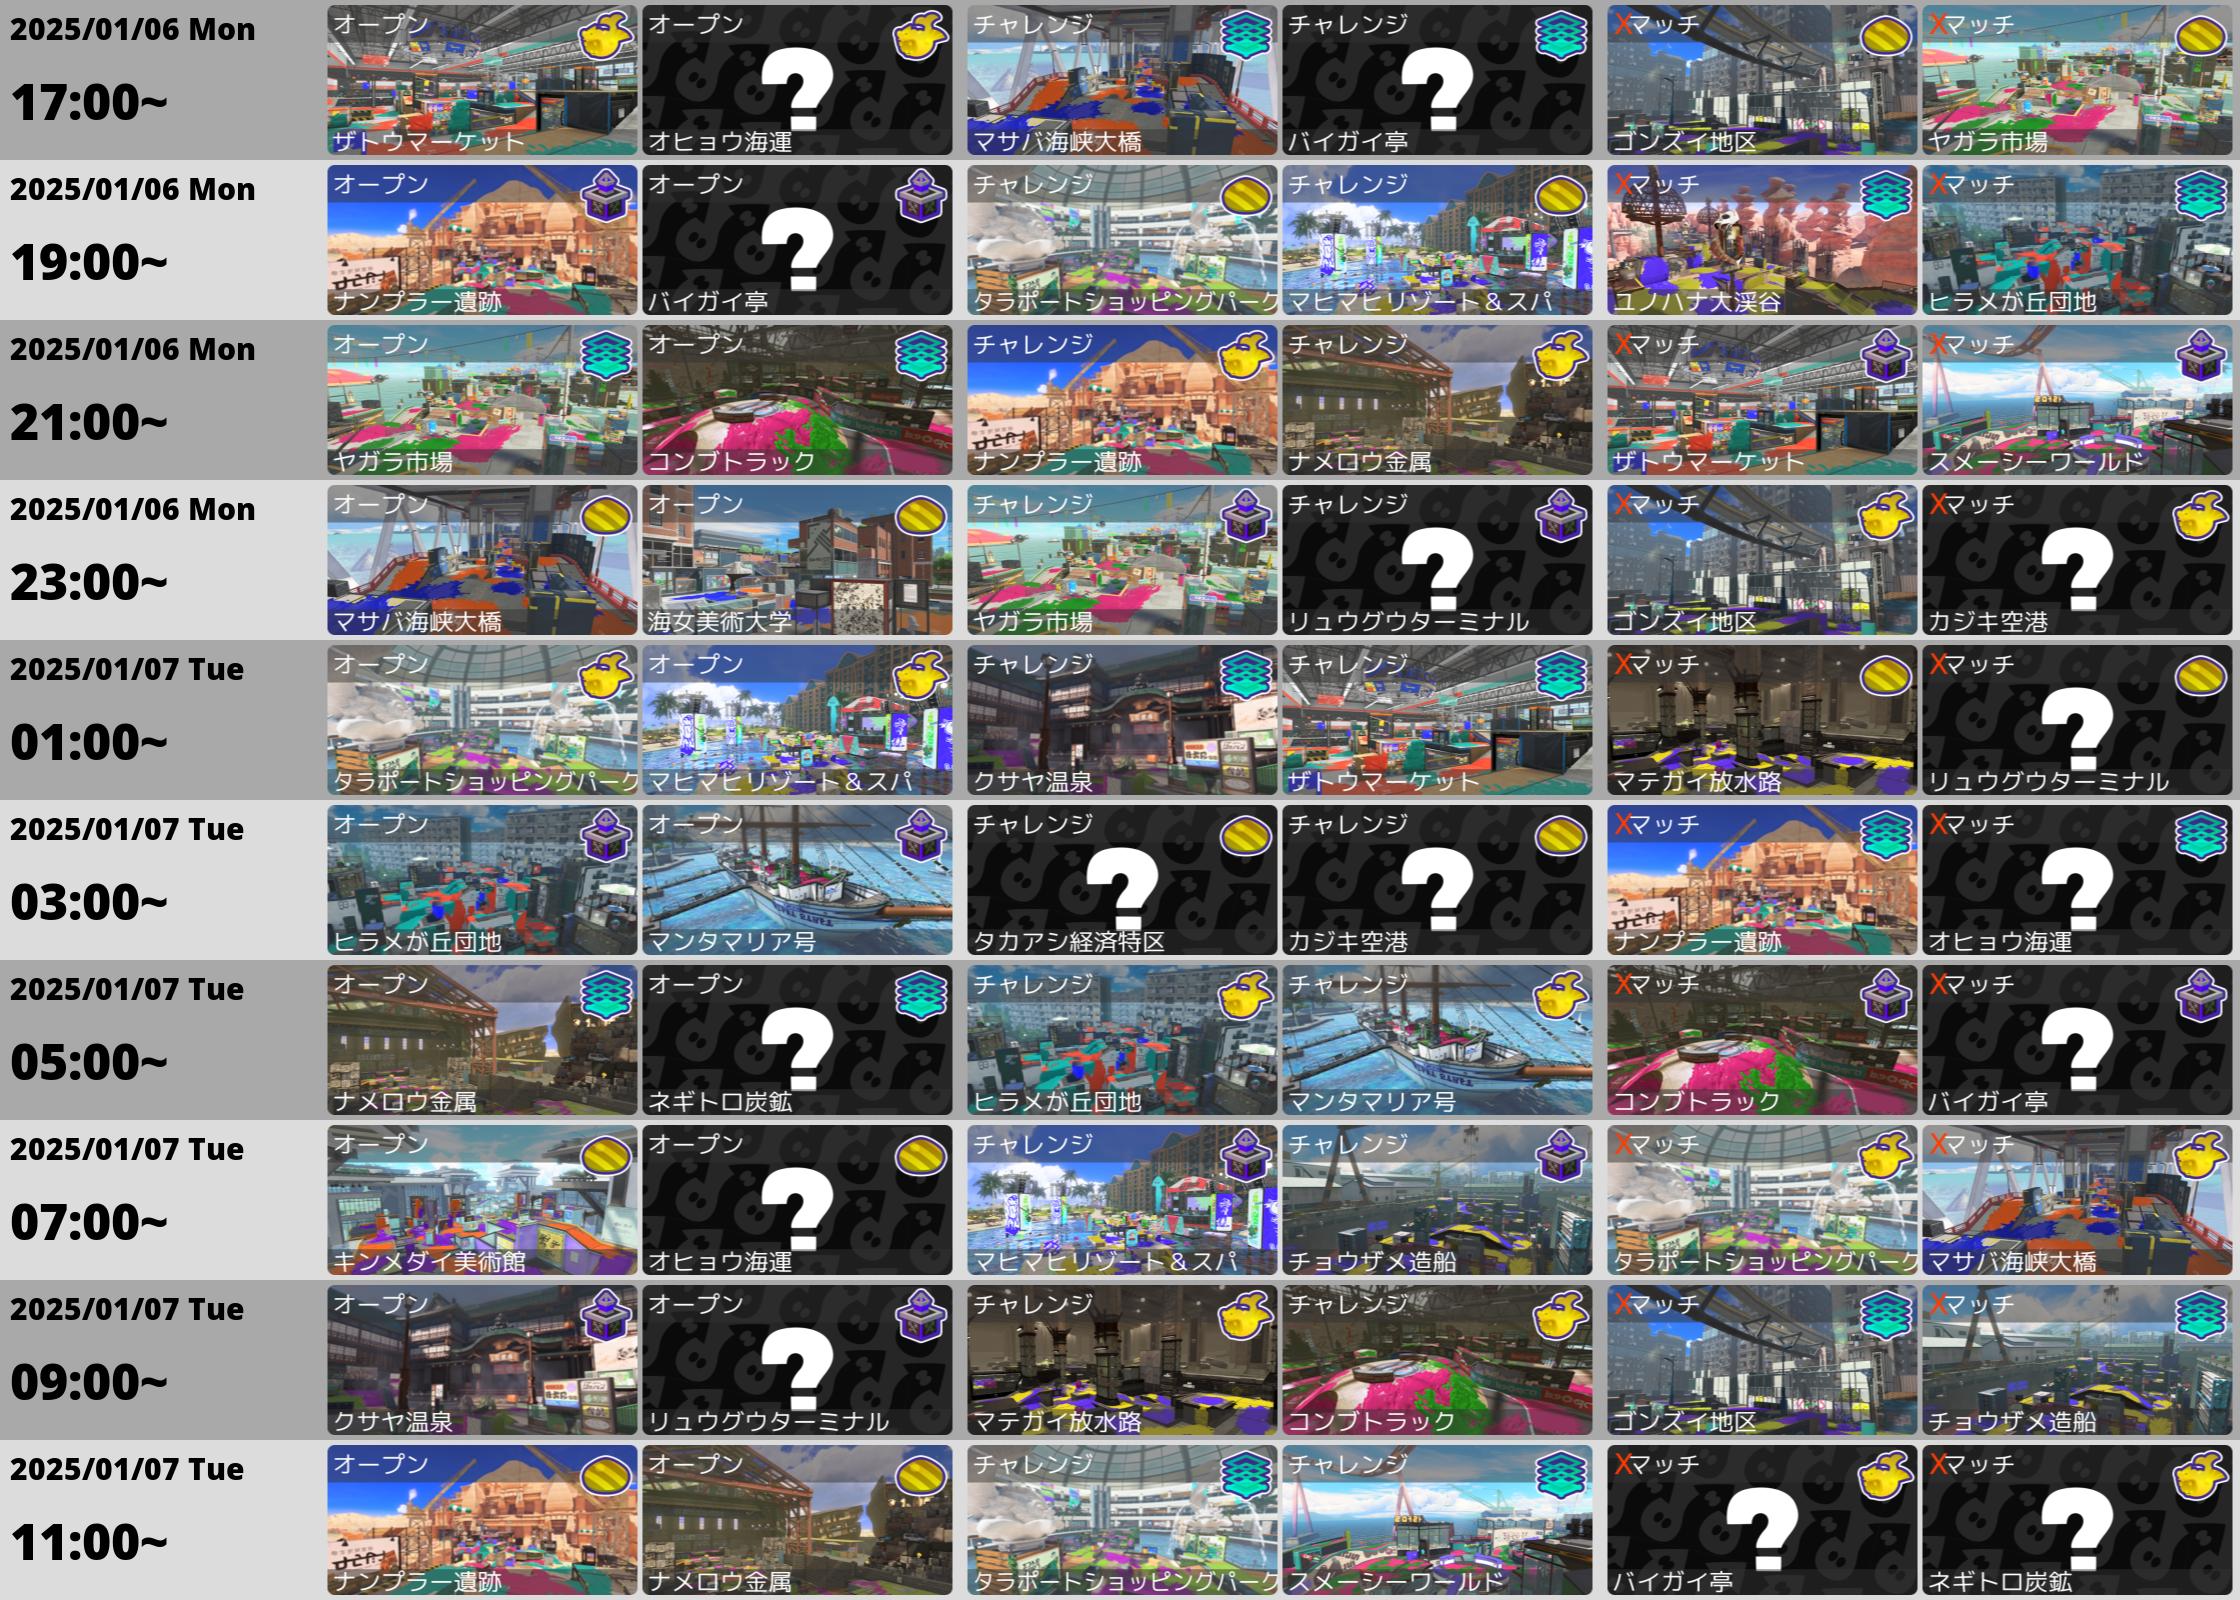 2025/01/06 Mon
17:00~
オープン
ザトウマーケット
オープン
?
オヒョウ海運
チャレンジ
マサバ海峡大橋
チャレンジ
?
バイガイ亭
Xマッチ
ゴンズイ地区
Xマッチ
ヤガラ市場
2025/01/06 Mon
19:00~
オープン
ナンプラー遺跡
オープン
?
バイガイ亭
チャレンジ
タラポートショッピングパーク
チャレンジ
マヒマヒリゾート＆スパ
Xマッチ
ユノハナ大渓谷
Xマッチ
ヒラメが丘団地
2025/01/06 Mon
21:00~
オープン
ヤガラ市場
オープン
コンブトラック
チャレンジ
ナンプラー遺跡
チャレンジ
ナメロウ金属
Xマッチ
ザトウマーケット
Xマッチ
スメーシーワールド
2025/01/06 Mon
23:00~
オープン
マサバ海峡大橋
オープン
海女美術大学
チャレンジ
ヤガラ市場
チャレンジ
?
リュウグウターミナル
Xマッチ
ゴンズイ地区
Xマッチ
?
カジキ空港
2025/01/07 Tue
01:00~
オープン
タラポートショッピングパーク
オープン
マヒマヒリゾート＆スパ
チャレンジ
クサヤ温泉
チャレンジ
ザトウマーケット
Xマッチ
マテガイ放水路
Xマッチ
?
リュウグウターミナル
2025/01/07 Tue
03:00~
オープン
ヒラメが丘団地
オープン
マンタマリア号
チャレンジ
?
タカアシ経済特区
チャレンジ
?
カジキ空港
Xマッチ
ナンプラー遺跡
Xマッチ
?
オヒョウ海運
2025/01/07 Tue
05:00~
オープン
ナメロウ金属
オープン
?
ネギトロ炭鉱
チャレンジ
ヒラメが丘団地
チャレンジ
マンタマリア号
Xマッチ
コンブトラック
Xマッチ
?
バイガイ亭
2025/01/07 Tue
07:00~
オープン
キンメダイ美術館
オープン
?
オヒョウ海運
チャレンジ
マヒマヒリゾート＆スパ
チャレンジ
チョウザメ造船
Xマッチ
タラポートショッピングパーク
Xマッチ
マサバ海峡大橋
2025/01/07 Tue
09:00~
オープン
クサヤ温泉
オープン
?
リュウグウターミナル
チャレンジ
マテガイ放水路
チャレンジ
コンブトラック
Xマッチ
ゴンズイ地区
Xマッチ
チョウザメ造船
2025/01/07 Tue
11:00~
オープン
ナンプラー遺跡
オープン
ナメロウ金属
チャレンジ
タラポートショッピングパーク
チャレンジ
スメーシーワールド
Xマッチ
?
バイガイ亭
Xマッチ
?
ネギトロ炭鉱